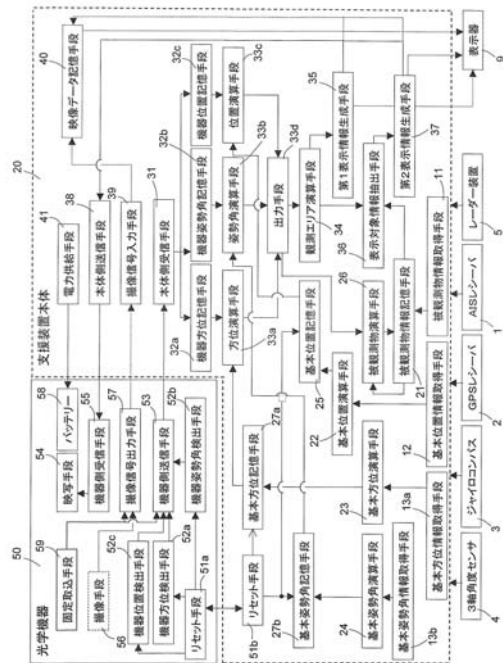 20
支援装置本体
40
映像データ記憶手段
41
電力供給手段
38
本体側送信手段
39
撮像信号入力手段
31
本体側受信手段
32a
機器方位記憶手段
32b
機器姿勢角記憶手段
32c
機器位置記憶手段
33a
方位演算手段
33b
姿勢角演算手段
33c
位置演算手段
33d
出力手段
34
観測エリア演算手段
35
第1表示情報生成手段
36
表示対象情報抽出手段
37
第2表示情報生成手段
表示器
9
50
光学機器
59
固定取込手段
54
映写手段
58
バッテリー
55
機器側受信手段
56
撮像手段
57
撮像信号出力手段
53
機器側送信手段
52c
機器位置検出手段
52a
機器方位検出手段
52b
機器姿勢角検出手段
51a
リセット手段
51b
リセット手段
27a
基本方位記憶手段
27b
基本姿勢角記憶手段
25
基本位置記憶手段
26
被観測物演算手段
21
被観測物情報記憶手段
22
基本位置演算手段
23
基本方位演算手段
24
基本姿勢角演算手段
11
被観測物情報取得手段
12
基本位置情報取得手段
13a
基本方位情報取得手段
13b
基本姿勢角情報取得手段
レーダー装置
5
AISレシーバ
1
GPSレシーバ
2
ジャイロコンパス
3
3軸角度センサ
4